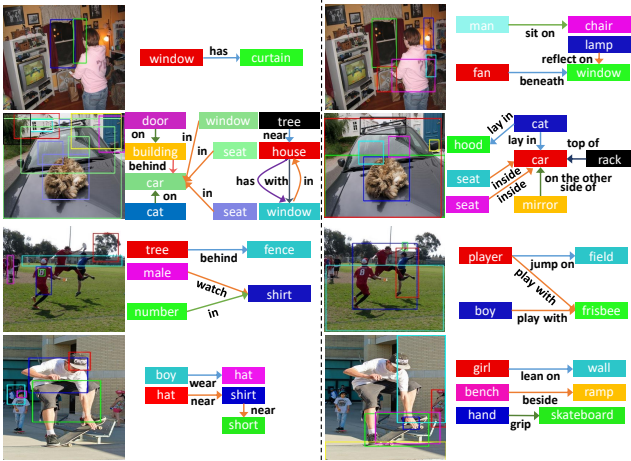 window has curtain
man sit on chair
lamp
reflect on
fan beneath window
door window tree
on in near
building seat house
behind in has with in
car
on in
cat seat window
cat
lay in
hood lay in top of
car rack
seat inside on the other
inside side of
seat mirror
tree behind fence
male
watch shirt
number in
player jump on field
play with
boy play with frisbee
boy wear hat
hat near shirt
near
short
girl lean on wall
bench beside ramp
hand grip skateboard